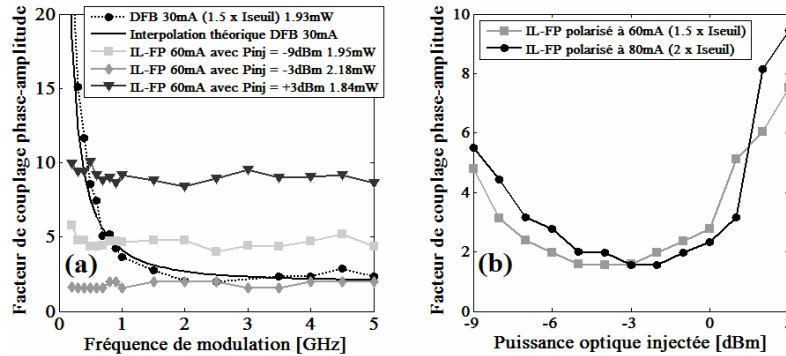 Facteur de couplage phase-amplitude
20
15
10
5
0
DFB 30mA (1.5 x Iseuil) 1.93mW
Interpolation théorique DFB 30mA
IL-FP 60mA avec Pinj = -9dBm 1.95mW
IL-FP 60mA avec Pinj = -3dBm 2.18mW
IL-FP 60mA avec Pinj = +3dBm 1.84mW
(a)
0 1 2 3 4 5
Fréquence de modulation [GHz]
Facteur de couplage phase-amplitude
10
8
6
4
2
0
IL-FP polarisé à 60mA (1.5 x Iseuil)
IL-FP polarisé à 80mA (2 x Iseuil)
(b)
-9 -6 -3 0 3
Puissance optique injectée [dBm]